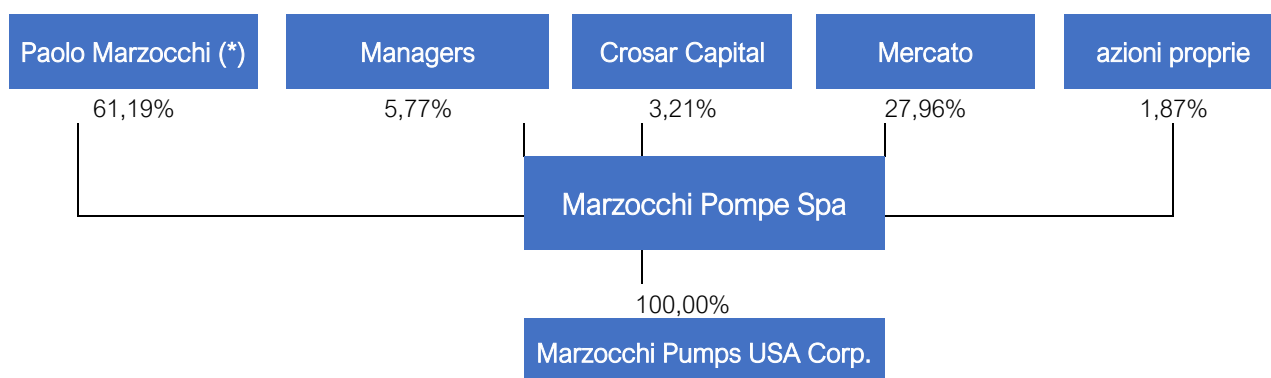 Paolo Marzocchi (*)
Managers
Crosar Capital
Mercato
azioni proprie
61,19%
5,77%
3,21%
27,96%
1,87%
Marzocchi Pompe Spa
100,00%
Marzocchi Pumps USA Corp.